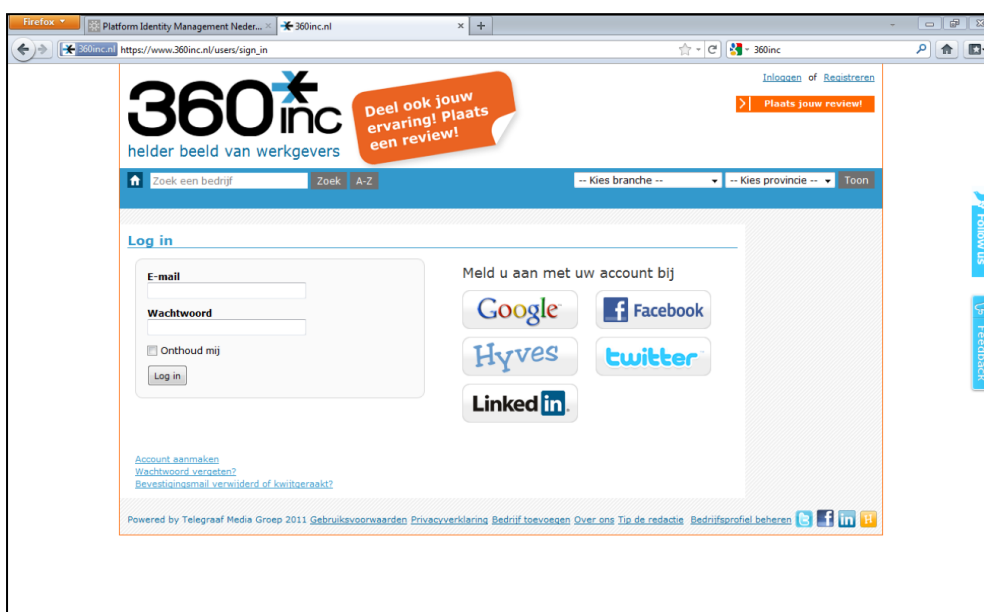 Firefox
Platform Identity Management Neder...
360inc.nl
360inc.nl https://www.360inc.nl/users/sign_in
360inc
360inc
helder beeld van werkgevers
Deel ook jouw
ervaring! Plaats
een review!
Inloggen of Registreren
Plaats jouw review!
Zoek een bedrijf
Zoek
A-Z
-- Kies branche --
-- Kies provincie --
Toon
Follow us
Feedback
Log in
E-mail
Wachtwoord
Onthoud mij
Log in
Meld u aan met uw account bij
Google
Facebook
Hyves
twitter
Linked in.
Account aanmaken
Wachtwoord vergeten?
Bevestigingsmail verwijderd of kwijtgeraakt?
Powered by Telegraaf Media Groep 2011 Gebruiksvoorwaarden Privacyverklaring Bedrijf toevoegen Over ons Tip de redactie Bedrijfsprofiel beheren